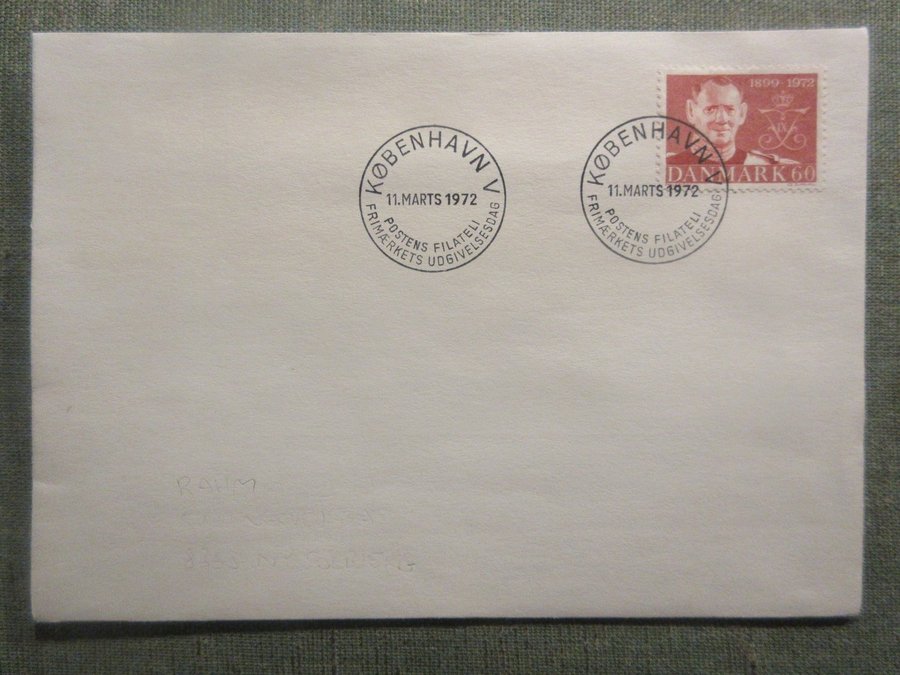 1899·1972
DANMARK 60
KØBENHAVN V
11.MARTS 1972
POSTENS FILATELI
FRIMÆRKETS UDGIVELSESDAG
KØBENHAVN V
11.MARTS 1972
POSTENS FILATELI
FRIMÆRKETS UDGIVELSESDAG
RAHM